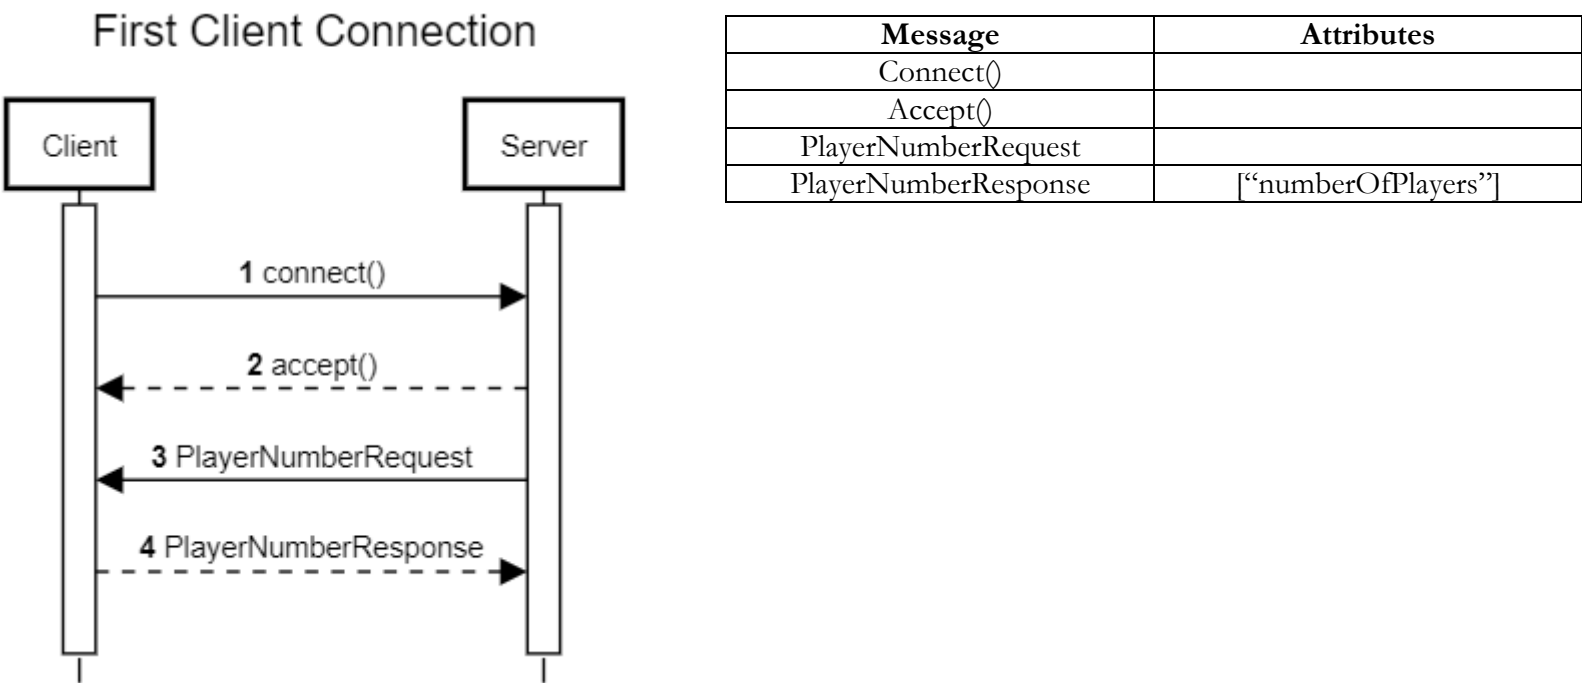 First Client Connection
Client
Server
1 connect()
2 accept()
3 PlayerNumberRequest
4 PlayerNumberResponse
Message Attributes
Connect()
Accept()
PlayerNumberRequest
PlayerNumberResponse [“numberOfPlayers”]